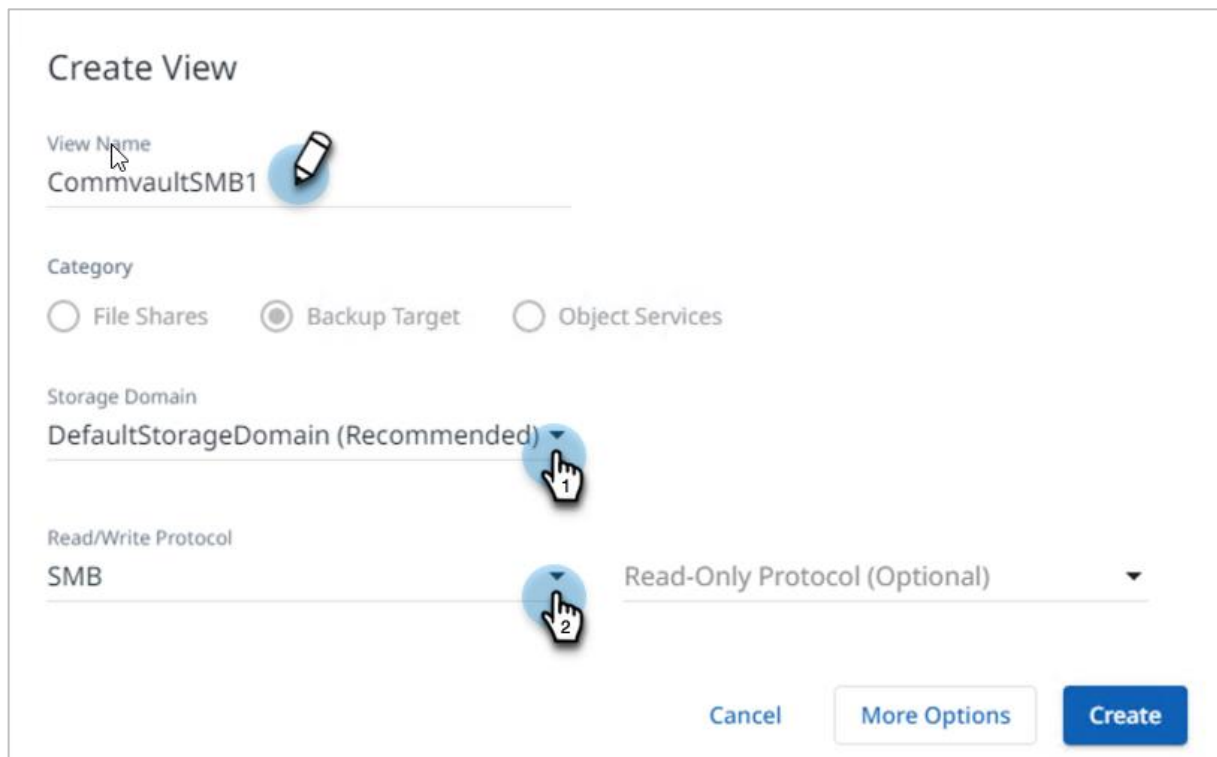 Create View
View Name
CommvaultSMB1
Category
File Shares Backup Target Object Services
Storage Domain
DefaultStorageDomain (Recommended)
1
Read/Write Protocol
SMB Read-Only Protocol (Optional)
2
Cancel More Options Create